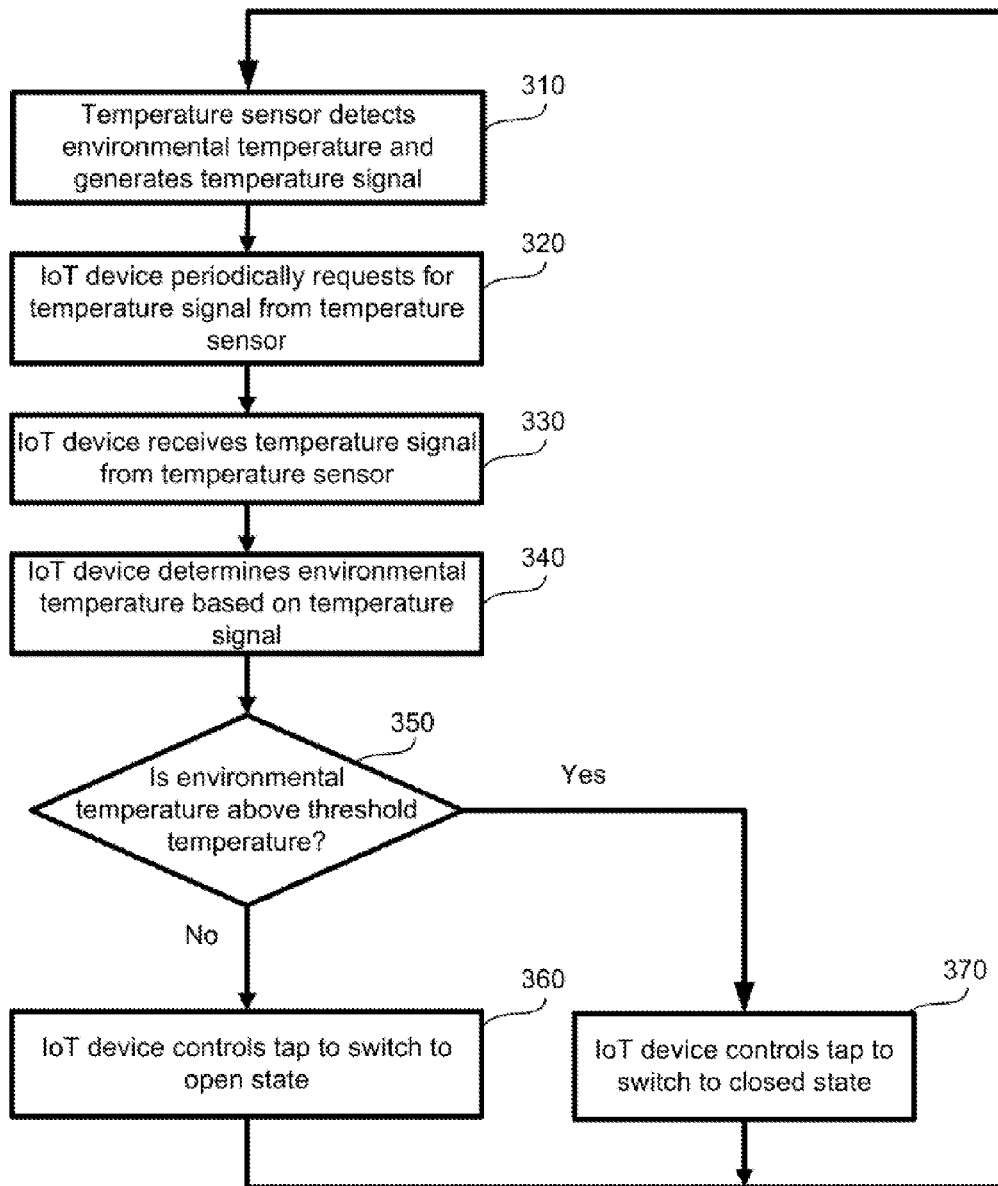 310
Temperature sensor detects
environmental temperature and
generates temperature signal
320
IoT device periodically requests for
temperature signal from temperature
sensor
330
IoT device receives temperature signal
from temperature sensor
340
IoT device determines environmental
temperature based on temperature
signal
350
Is environmental
temperature above threshold
temperature?
Yes
No
360
IoT device controls tap to switch to
open state
370
IoT device controls tap to
switch to closed state